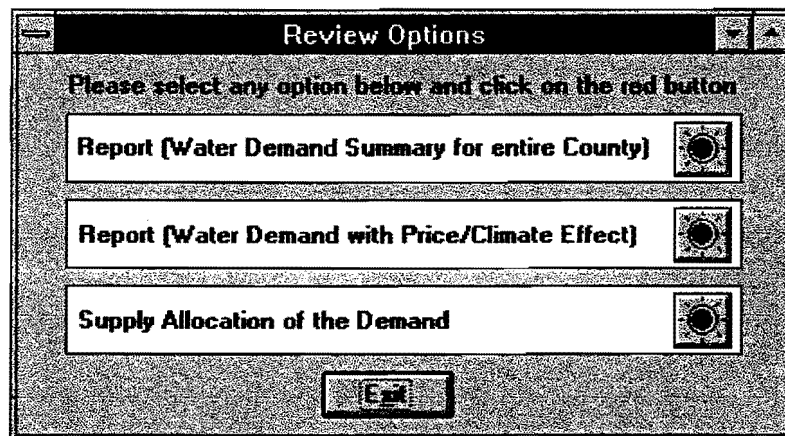 Review Options
Please select any option below and click on the red button
Report (Water Demand Summary for entire County)
Report (Water Demand with Price/Climate Effect)
Supply Allocation of the Demand
Exit